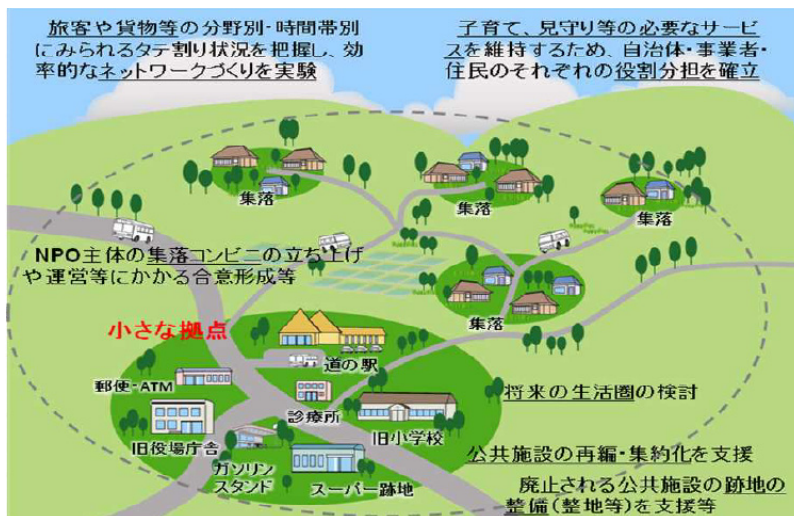 旅客や貨物等の分野別・時間帯別
にみられるタテ割り状況を把握し、効
率的なネットワークづくりを実験
子育て、見守り等の必要なサービ
スを維持するため、自治体・事業者・
住民のそれぞれの役割分担を確立
集落
集落
集落
NPO主体の集落コンビニの立ち上げ
や運営等にかかる合意形成等
集落
小さな拠点
道の駅
郵便・ATM
診療所
将来の生活圏の検討
旧役場庁舎
旧小学校
ガソリン
スタンド
スーパー跡地
公共施設の再編・集約化を支援
廃止される公共施設の跡地の
整備(整地等)を支援等